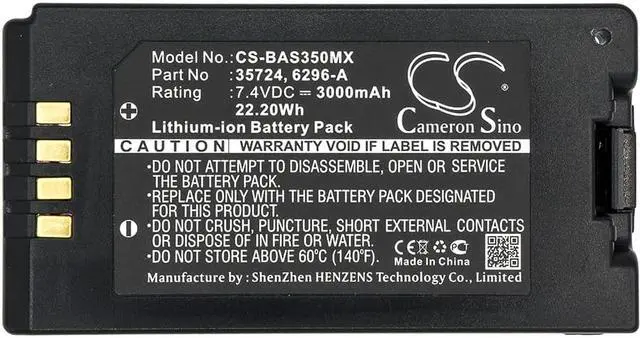 Model No.:CS-BAS350MX
Part No : 35724, 6296-A
Rating : 7.4VDC ⎓ 3000mAh
22.20Wh
Lithium-ion Battery Pack
CS
Cameron Sino
CAUTION WARRANTY VOID IF LABEL IS REMOVED
•DO NOT ATTEMPT TO DISASSEMBLE, OPEN OR SERVICE
THE BATTERY PACK.
•REPLACE ONLY WITH THE BATTERY PACK DESIGNATED
FOR THIS PRODUCT.
•DO NOT CRUSH, PUNCTURE, SHORT EXTERNAL CONTACTS
OR DISPOSE OF IN FIRE OR WATER.
•DO NOT STORE ABOVE 60°C (140°F).
CE
Made In China
Manufacture by : ShenZhen HENZENS Technology Co., Limited